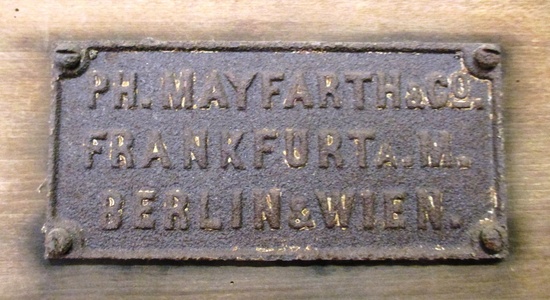 PH. MAYFARTH & CO.
FRANKFURT A. M.
BERLIN & WIEN.